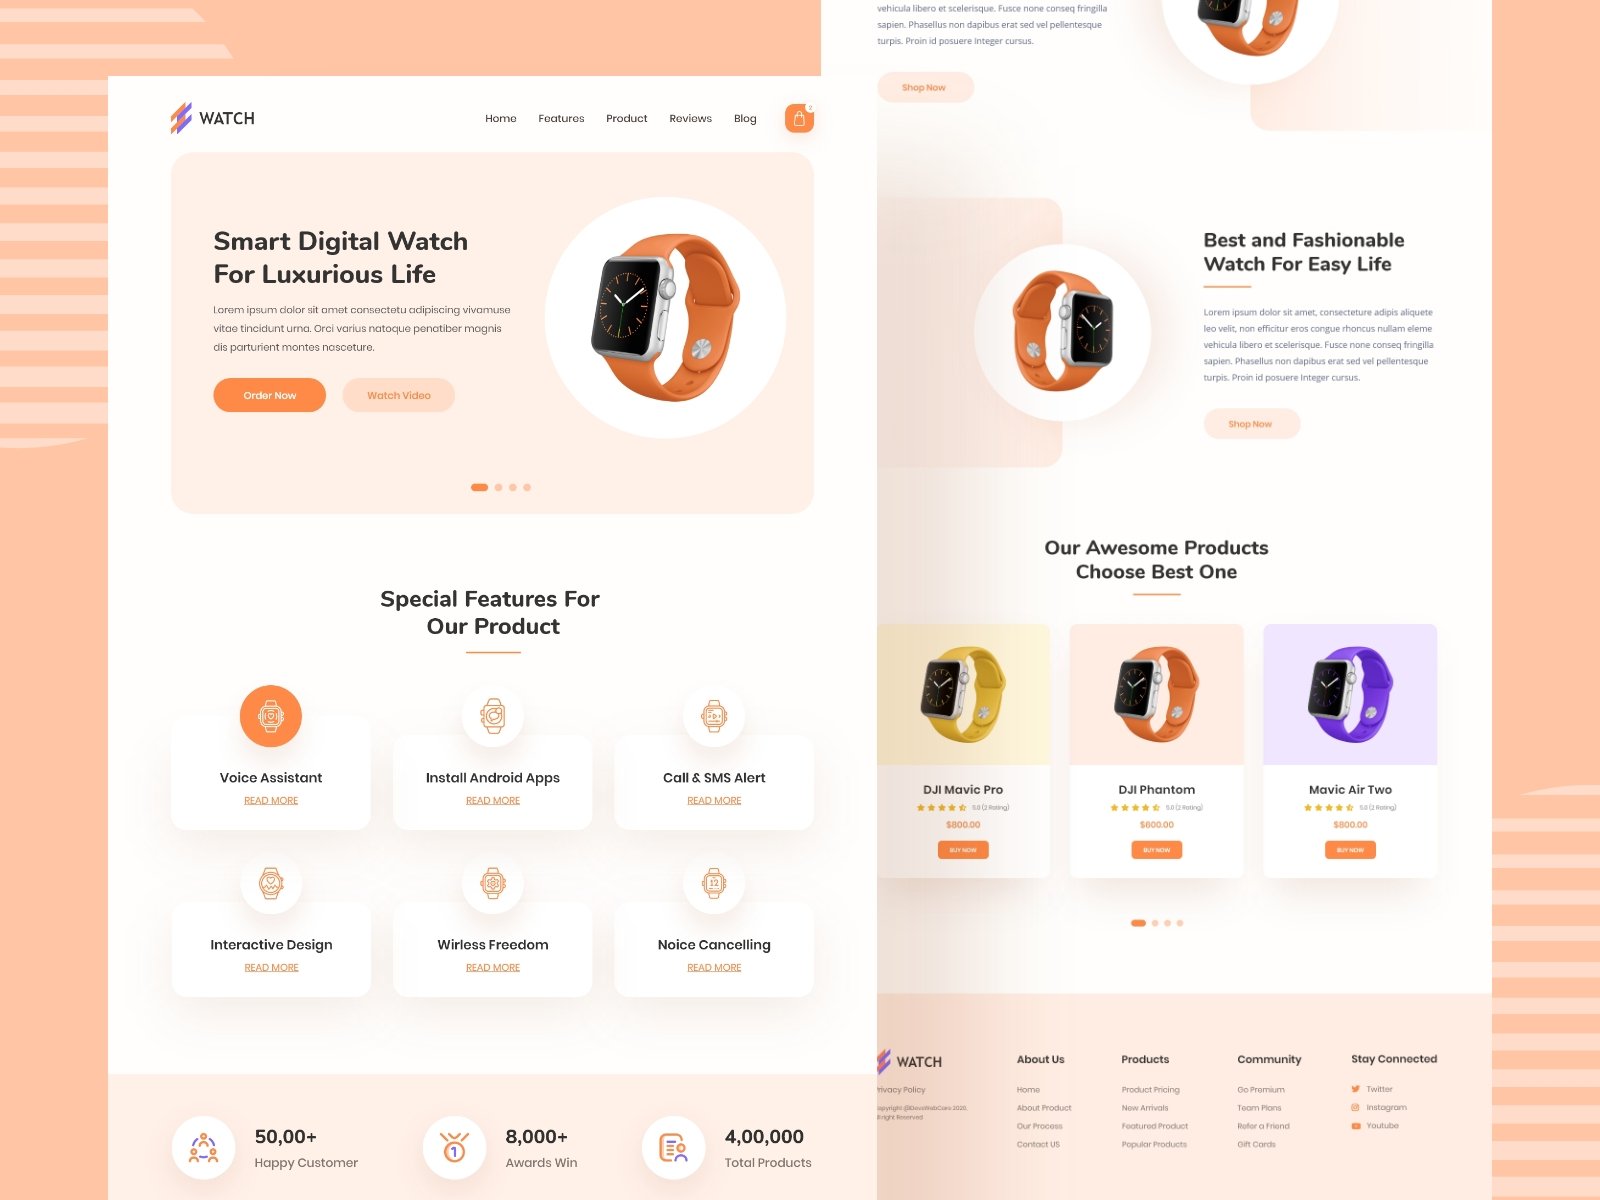 WATCH
Home
Features
Product
Reviews
Blog
Smart Digital Watch
For Luxurious Life
Lorem ipsum dolor sit amet consectetu adipiscing vivamuse
vitae tincidunt urna. Orci varius natoque penatiber magnis
dis parturient montes nasceture.
Order Now
Watch Video
Special Features For
Our Product
Voice Assistant
READ MORE
Install Android Apps
READ MORE
Call & SMS Alert
READ MORE
Interactive Design
READ MORE
Wirless Freedom
READ MORE
12
Noice Cancelling
READ MORE
50,00+
Happy Customer
1
8,000+
Awards Win
4,00,000
Total Products
vehicula libero et scelerisque. Fusce none conseq fringilla
sapien. Phasellus non dapibus erat sed vel pellentesque
turpis. Proin id posuere Integer cursus.
Shop Now
Best and Fashionable
Watch For Easy Life
Lorem ipsum dolor sit amet, consecteture adipis aliquete
leo velit, non efficitur eros congue rhoncus nullam eleme
vehicula libero et scelerisque. Fusce none conseq fringilla
sapien. Phasellus non dapibus erat sed vel pellentesque
turpis. Proin id posuere Integer cursus.
Shop Now
Our Awesome Products
Choose Best One
DJI Mavic Pro
5.0 (2 Rating)
$800.00
BUY NOW
DJI Phantom
5.0 (2 Rating)
$600.00
BUY NOW
Mavic Air Two
5.0 (2 Rating)
$800.00
BUY NOW
WATCH
rivacy Policy
opyright @DevsWebCare 2020,
ll right Reserved
About Us
Home
About Product
Our Process
Contact US
Products
Product Pricing
New Arrivals
Featured Product
Popular Products
Community
Go Premium
Team Plans
Refer a Friend
Gift Cards
Stay Connected
Twitter
Instagram
Youtube